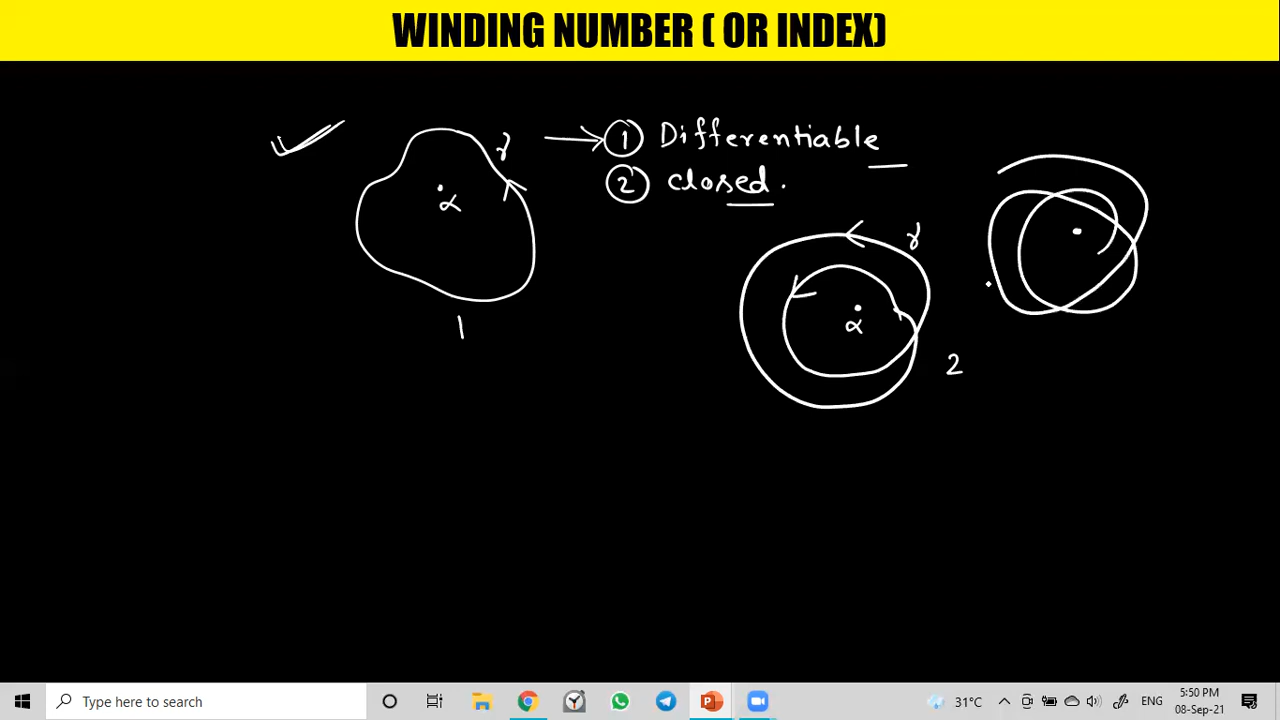 WINDING NUMBER ( OR INDEX)
γ
① Differentiable
② closed.
α
1
γ
α
2
Type here to search
31°C
ENG
5:50 PM
08-Sep-21